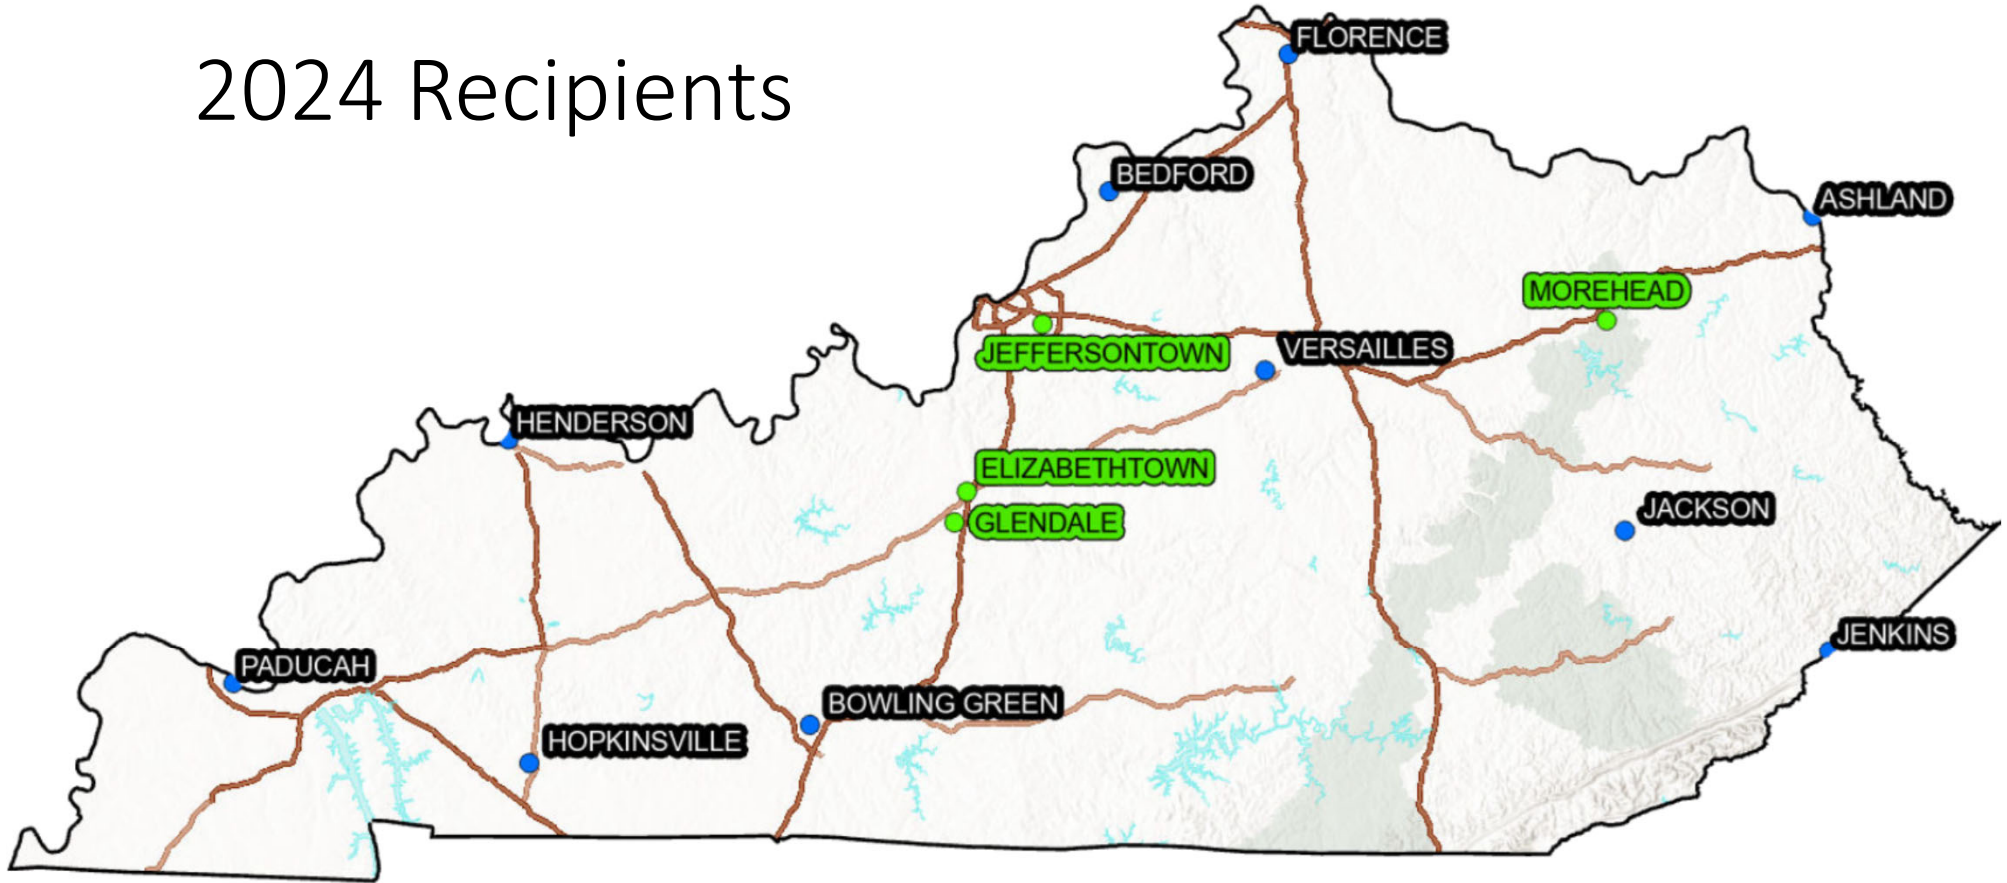 2024 Recipients
FLORENCE
BEDFORD
ASHLAND
MOREHEAD
JEFFERSONTOWN
VERSAILLES
HENDERSON
ELIZABETHTOWN
JACKSON
GLENDALE
JENKINS
PADUCAH
BOWLING GREEN
HOPKINSVILLE